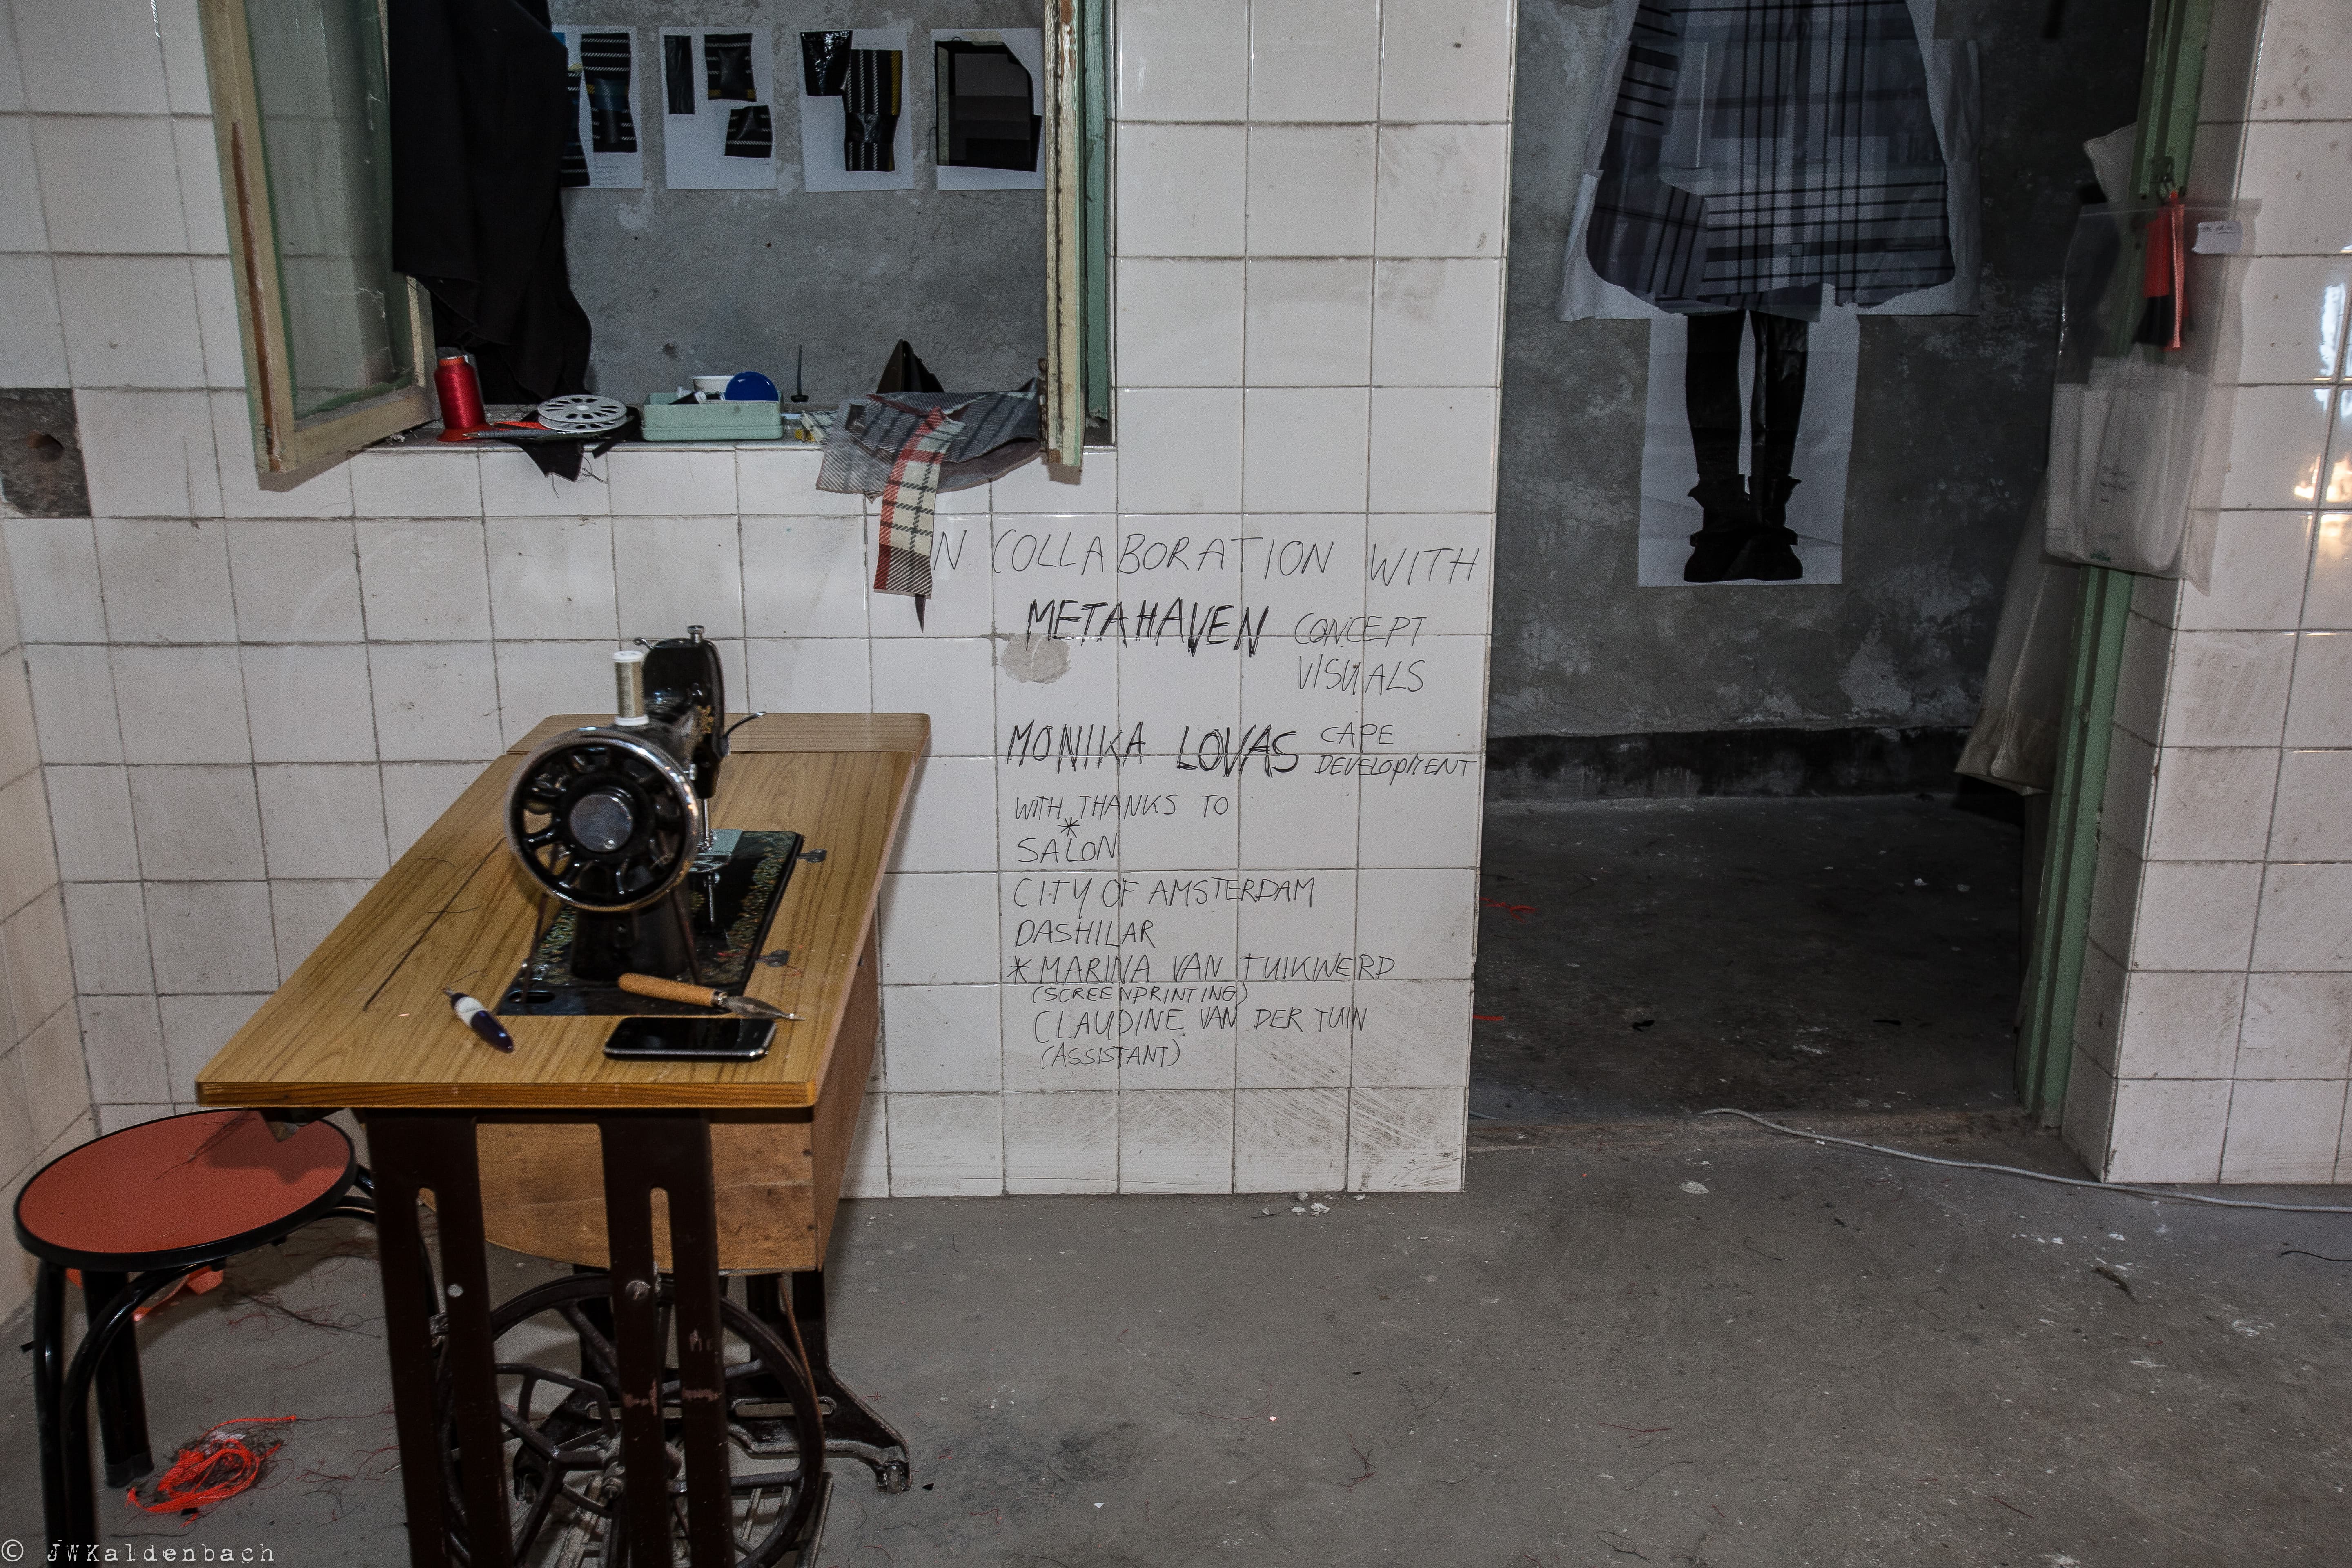 N COLLABORATION WITH
METAHAVEN CONCEPT
VISUALS
MONIKA LOVAS CAPE
DEVELOPMENT
WITH THANKS TO
*
SALON
CITY OF AMSTERDAM
DASHILAR
* MARINA VAN TUIKWERD
(SCREENPRINTING)
CLAUDINE VAN DER TUIN
(ASSISTANT)
© JWKaldenbach